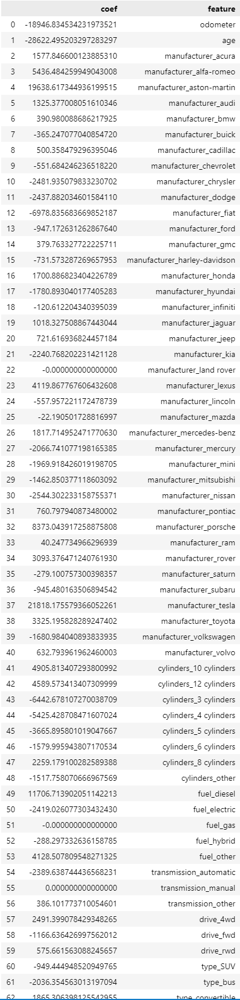 coef feature
0 -18946.834534231973521 odometer
1 -28622.495203297283297 age
2 1577.846600123885310 manufacturer_acura
3 5436.484259949043008 manufacturer_alfa-romeo
4 19638.617344936199515 manufacturer_aston-martin
5 1325.377008051610346 manufacturer_audi
6 390.980088686217925 manufacturer_bmw
7 -365.247077040854720 manufacturer_buick
8 500.358479296395046 manufacturer_cadillac
9 -551.684246236518220 manufacturer_chevrolet
10 -2481.935079833230702 manufacturer_chrysler
11 -2437.882034601584110 manufacturer_dodge
12 -6978.835683669852187 manufacturer_fiat
13 -947.172631262867640 manufacturer_ford
14 379.763327722225711 manufacturer_gmc
15 -731.573287269657953 manufacturer_harley-davidson
16 1700.886823404226789 manufacturer_honda
17 -1780.893040177405283 manufacturer_hyundai
18 -120.612204340395039 manufacturer_infiniti
19 1018.327508867443044 manufacturer_jaguar
20 721.616936824457184 manufacturer_jeep
21 -2240.768202231421128 manufacturer_kia
22 -0.000000000000000 manufacturer_land rover
23 4119.867767606432608 manufacturer_lexus
24 -557.957221172478739 manufacturer_lincoln
25 -22.190501728816997 manufacturer_mazda
26 1817.714952471770630 manufacturer_mercedes-benz
27 -2066.741077198165385 manufacturer_mercury
28 -1969.918426019198705 manufacturer_mini
29 -1462.850377118603092 manufacturer_mitsubishi
30 -2544.302233158755371 manufacturer_nissan
31 760.797940873480002 manufacturer_pontiac
32 8373.043917258875808 manufacturer_porsche
33 40.247734966296939 manufacturer_ram
34 3093.376471240761930 manufacturer_rover
35 -279.100757300398357 manufacturer_saturn
36 -945.480163506894542 manufacturer_subaru
37 21818.175579366052261 manufacturer_tesla
38 3325.195828289247402 manufacturer_toyota
39 -1680.984040893833935 manufacturer_volkswagen
40 632.793961962460003 manufacturer_volvo
41 4905.813407293800992 cylinders_10 cylinders
42 4589.573413407309999 cylinders_12 cylinders
43 -6442.678107270038709 cylinders_3 cylinders
44 -5425.428708471607024 cylinders_4 cylinders
45 -3665.895801019047667 cylinders_5 cylinders
46 -1579.995943807170534 cylinders_6 cylinders
47 2259.179100282589388 cylinders_8 cylinders
48 -1517.758070666967569 cylinders_other
49 11706.713902051142213 fuel_diesel
50 -2419.026077303432430 fuel_electric
51 -0.000000000000000 fuel_gas
52 -288.297332636158785 fuel_hybrid
53 4128.507809548271325 fuel_other
54 -2389.638744436568231 transmission_automatic
55 0.000000000000000 transmission_manual
56 386.101773710054601 transmission_other
57 2491.399078429348265 drive_4wd
58 -1166.636426997562012 drive_fwd
59 575.661563088245657 drive_rwd
60 -949.444948520949765 type_SUV
61 -2036.354563013197094 type_bus
62 1865.306398125542955 type_convertible